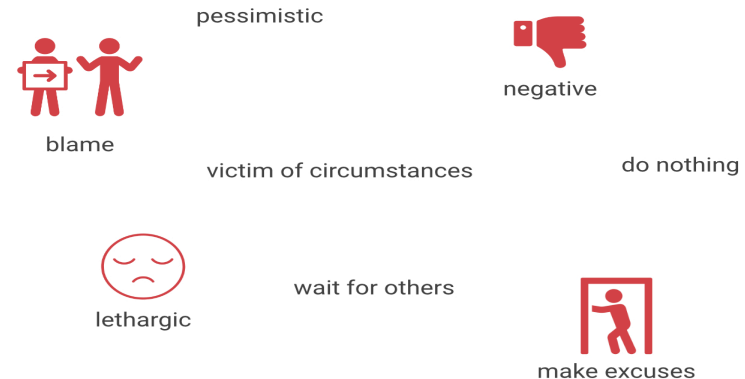 pessimistic
negative
blame
victim of circumstances
do nothing
wait for others
lethargic
make excuses